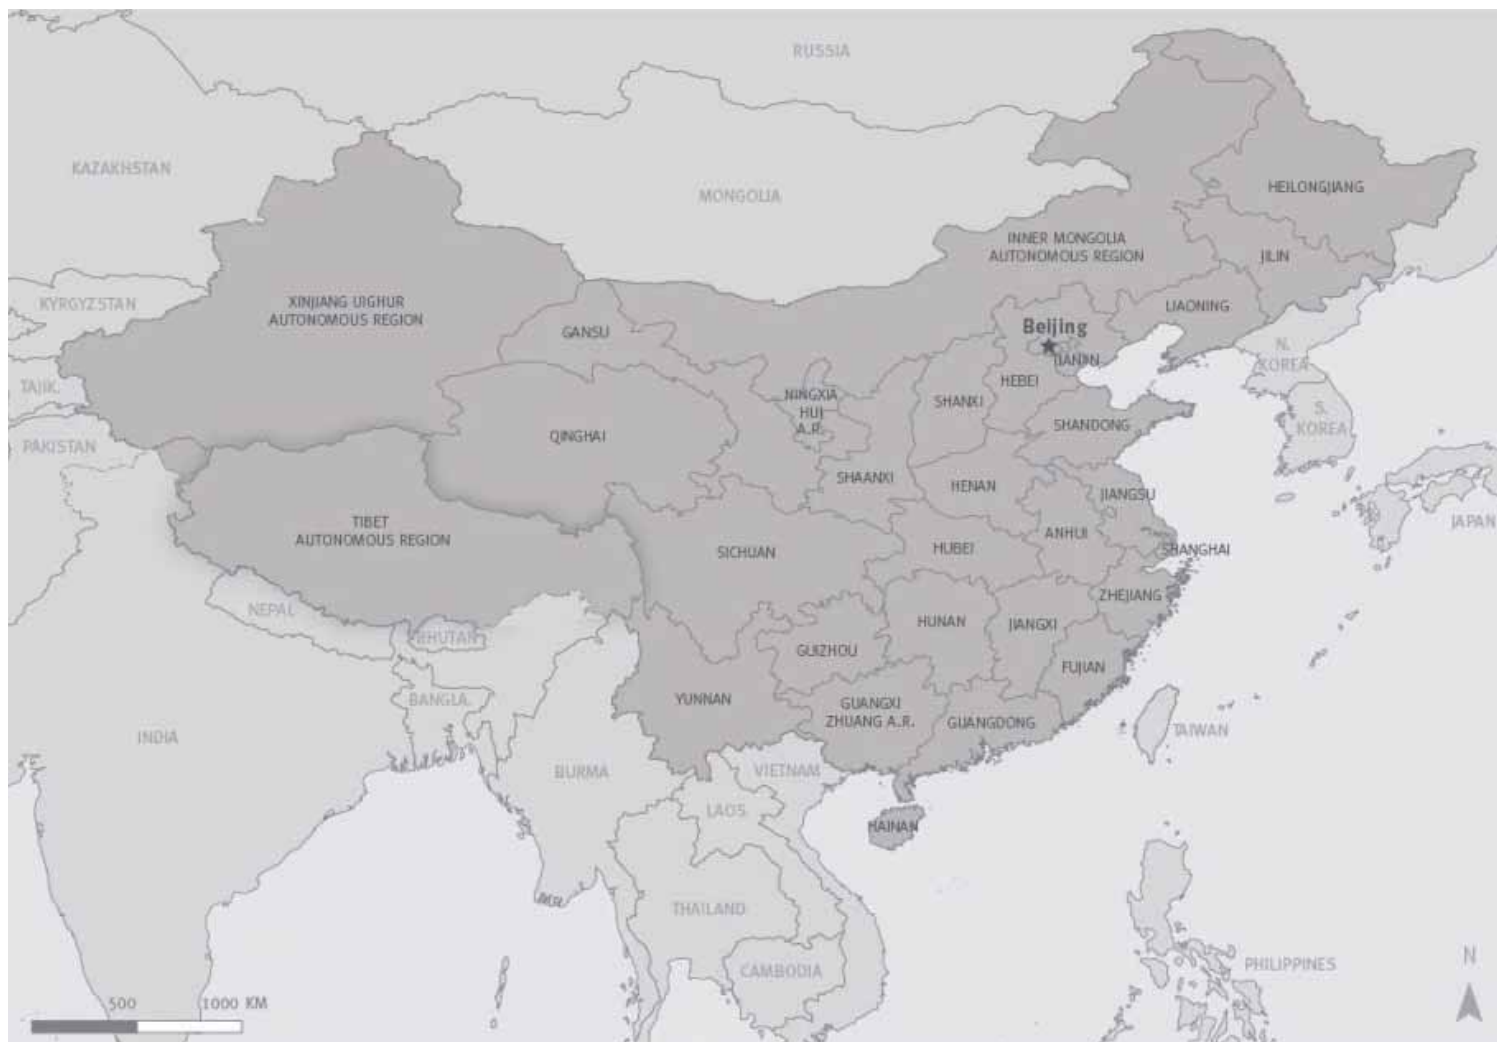 RUSSIA
KAZAKHSTAN
MONGOLIA
HEILONGJIANG
INNER MONGOLIA
AUTONOMOUS REGION
JILIN
KYRGYZSTAN
XINJIANG UIGHUR
AUTONOMOUS REGION
GANSU
LIAONING
Beijing
TIANJIN
N.
KOREA
TAJIK.
HEBEI
NINGXIA
HUI
A.R.
SHANXI
S.
KOREA
SHANDONG
PAKISTAN
QINGHAI
SHAANXI
HENAN
JIANGSU
JAPAN
TIBET
AUTONOMOUS REGION
ANHUI
SICHUAN
HUBEI
SHANGHAI
ZHEJIANG
NEPAL
BHUTAN
HUNAN
JIANGXI
GUIZHOU
FUJIAN
BANGLA.
YUNNAN
GUANGXI
ZHUANG A.R.
GUANGDONG
TAIWAN
INDIA
BURMA
VIETNAM
LAOS
HAINAN
THAILAND
CAMBODIA
PHILIPPINES
N
500 1000 KM